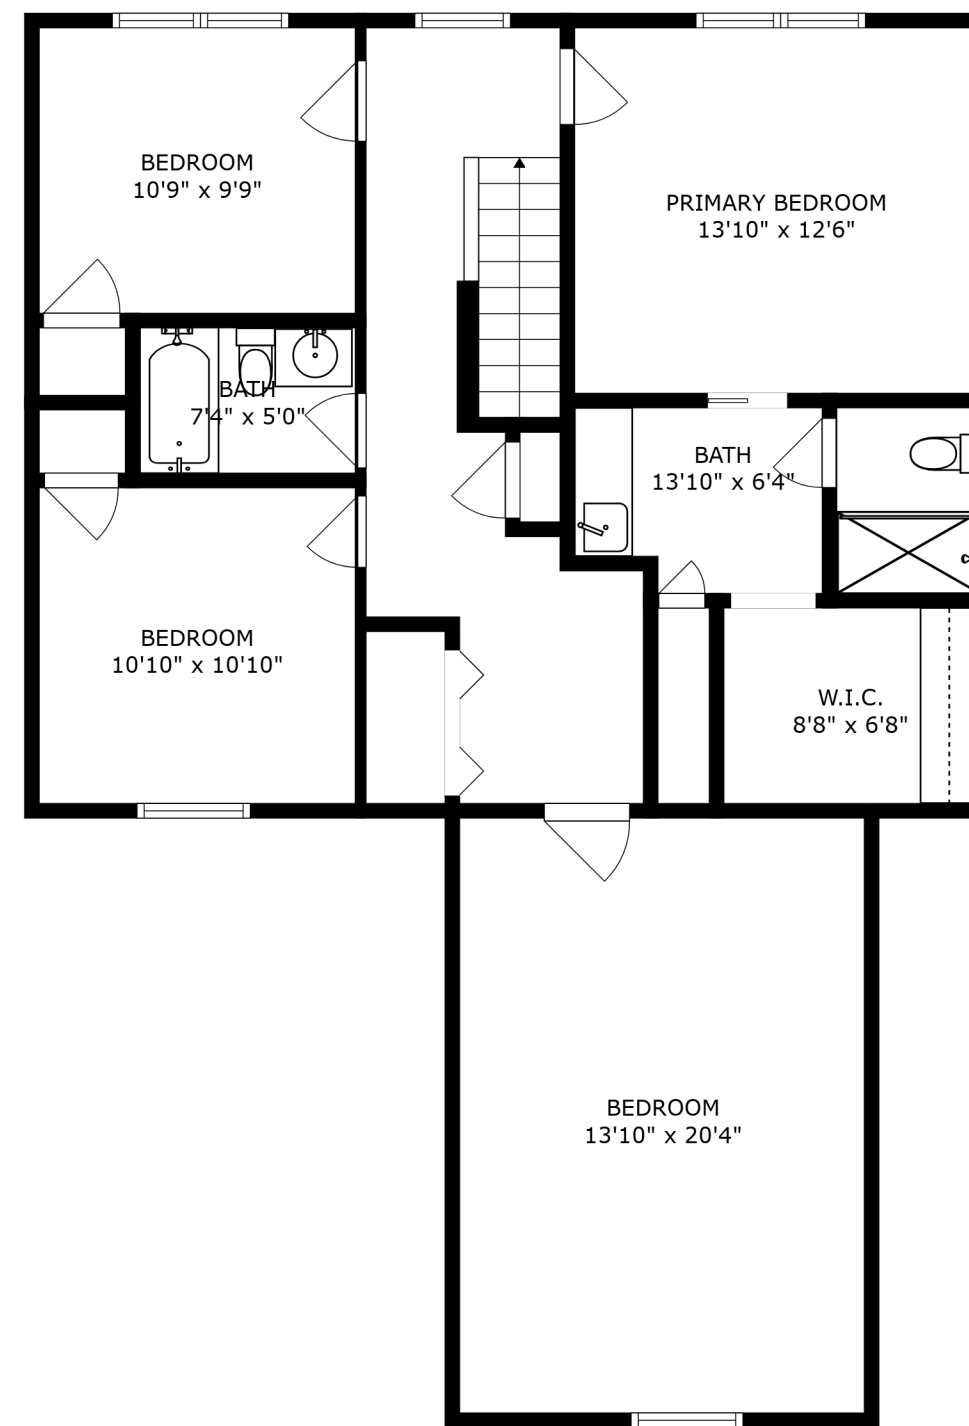 BEDROOM
10'9" x 9'9"
PRIMARY BEDROOM
13'10" x 12'6"
BATH
7'4" x 5'0"
BATH
13'10" x 6'4"
BEDROOM
10'10" x 10'10"
W.I.C.
8'8" x 6'8"
BEDROOM
13'10" x 20'4"